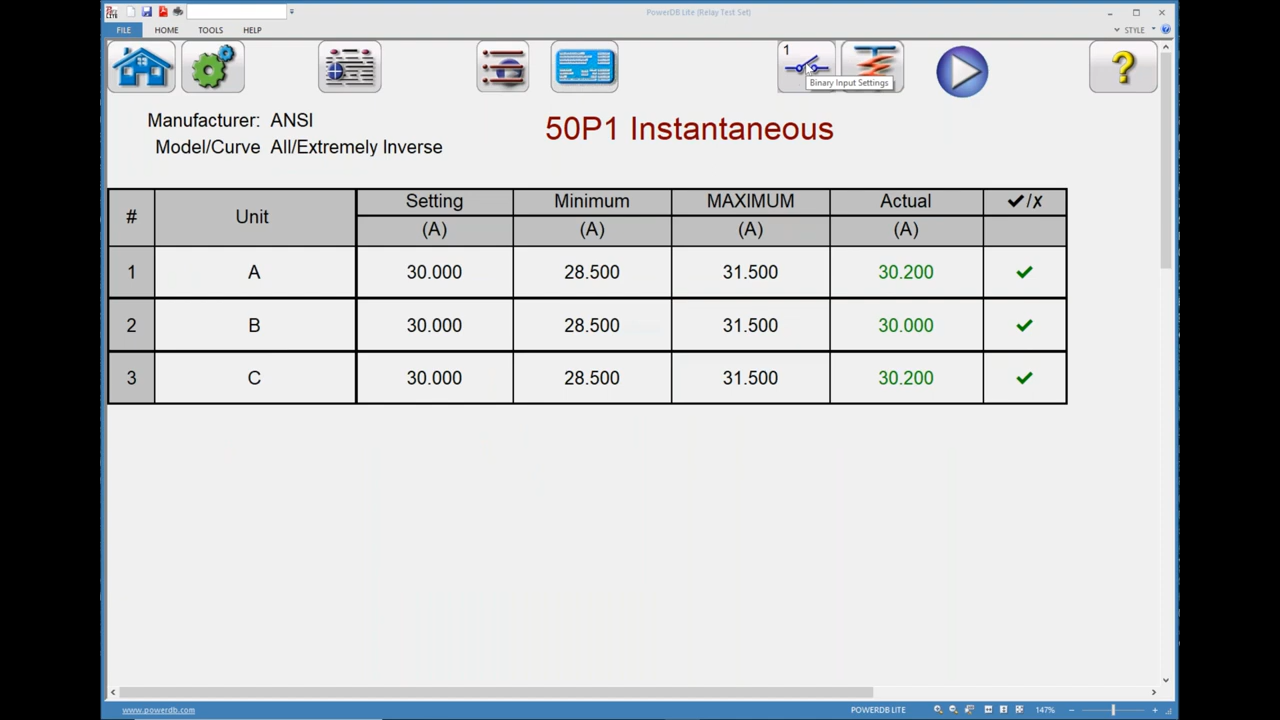 PowerDB Lite (Relay Test Set)
FILE HOME TOOLS HELP STYLE
1
Binary Input Settings
Manufacturer: ANSI
Model/Curve All/Extremely Inverse
50P1 Instantaneous
# Unit Setting Minimum MAXIMUM Actual ✔/✗
(A) (A) (A) (A)
1 A 30.000 28.500 31.500 30.200 ✔
2 B 30.000 28.500 31.500 30.000 ✔
3 C 30.000 28.500 31.500 30.200 ✔
www.powerdb.com POWERDB LITE 147%